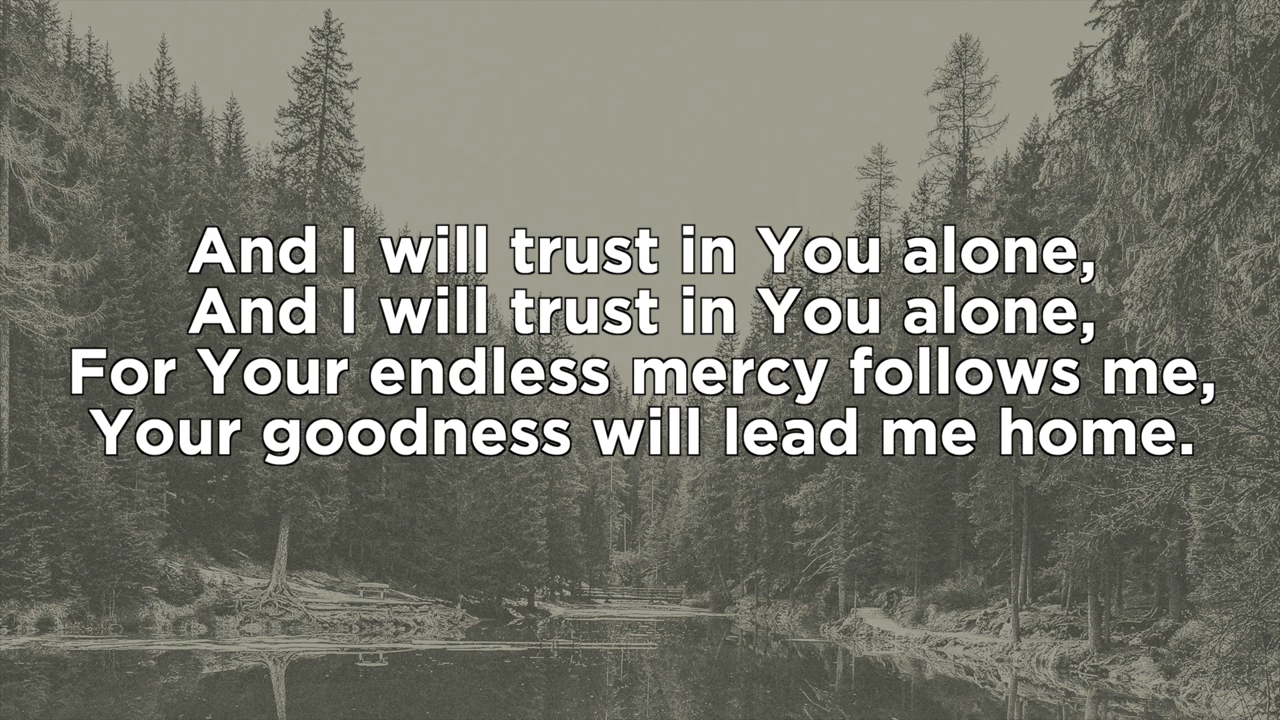 And I will trust in You alone,
And I will trust in You alone,
For Your endless mercy follows me,
Your goodness will lead me home.